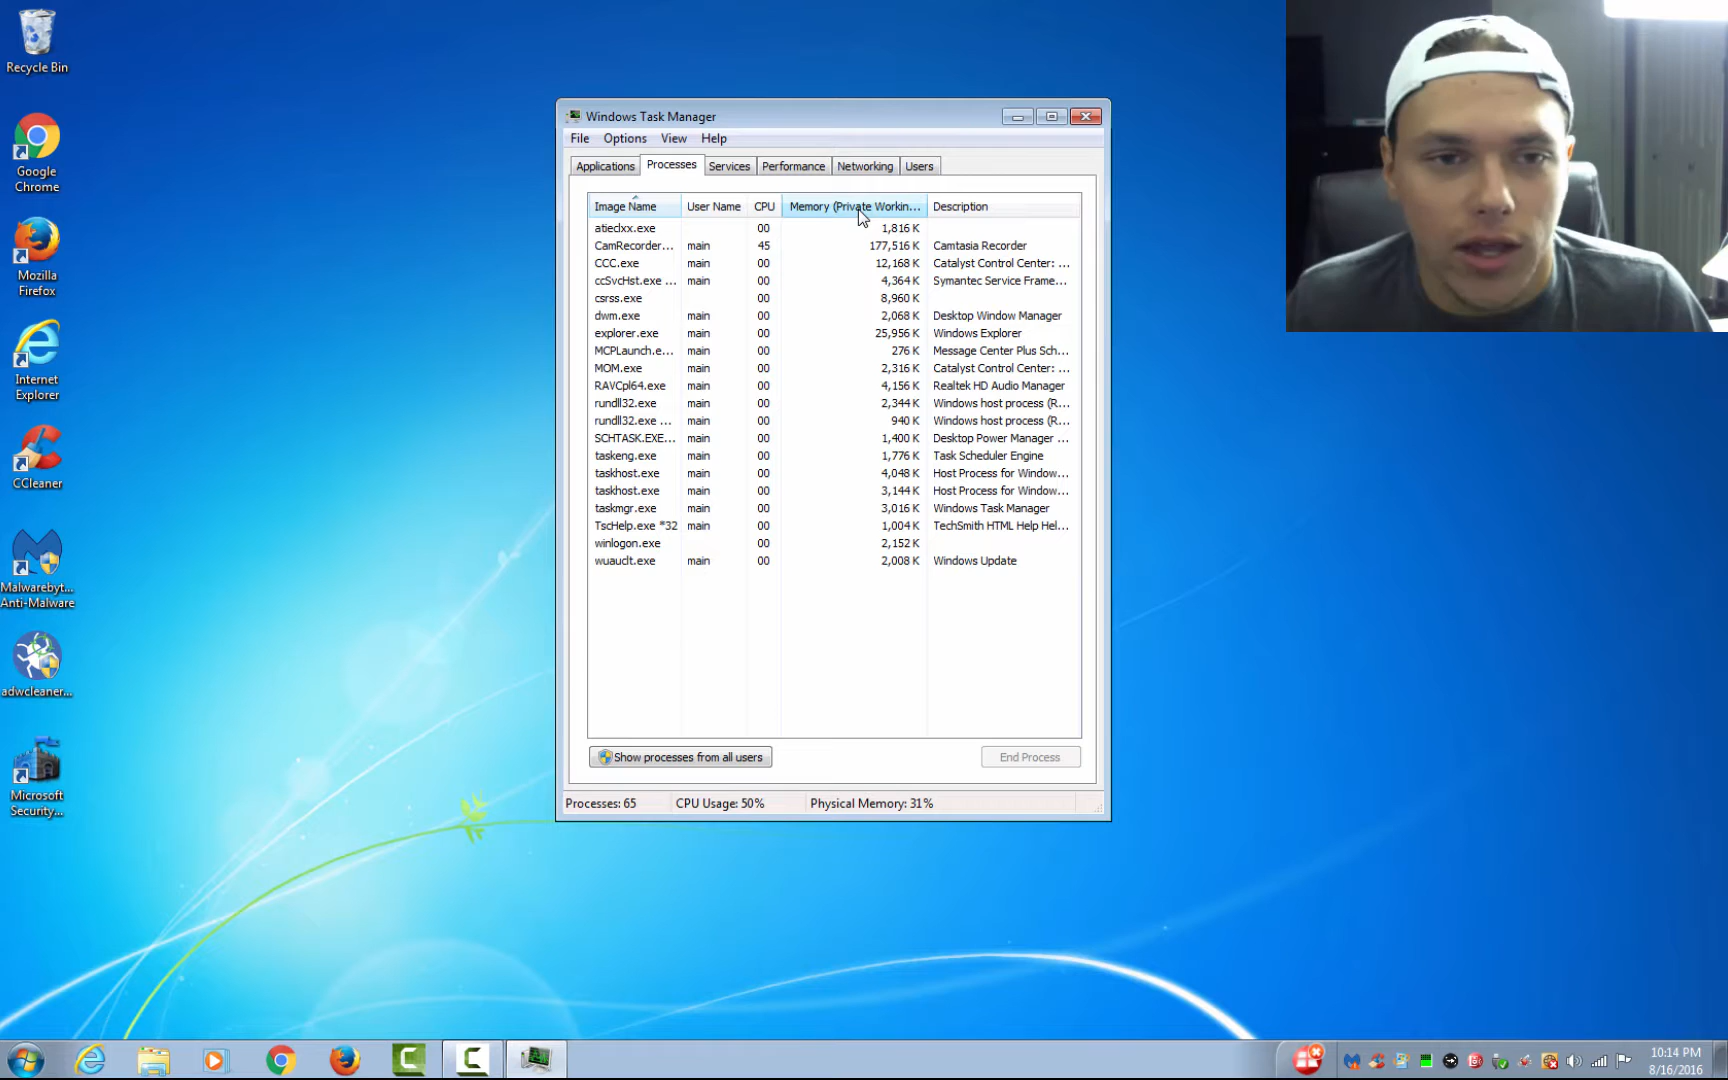 Recycle Bin
Google
Chrome
Mozilla
Firefox
Internet
Explorer
CCleaner
Malwarebyt...
Anti-Malware
adwcleaner...
Microsoft
Security...
Windows Task Manager
File Options View Help
Applications Processes Services Performance Networking Users
Image Name User Name CPU Memory (Private Workin... Description
atieclxx.exe 00 1,816 K
CamRecorder... main 45 177,516 K Camtasia Recorder
CCC.exe main 00 12,168 K Catalyst Control Center: ...
ccSvcHst.exe ... main 00 4,364 K Symantec Service Frame...
csrss.exe 00 8,960 K
dwm.exe main 00 2,068 K Desktop Window Manager
explorer.exe main 00 25,956 K Windows Explorer
MCPLaunch.e... main 00 276 K Message Center Plus Sch...
MOM.exe main 00 2,316 K Catalyst Control Center: ...
RAVCpl64.exe main 00 4,156 K Realtek HD Audio Manager
rundll32.exe main 00 2,344 K Windows host process (R...
rundll32.exe ... main 00 940 K Windows host process (R...
SCHTASK.EXE... main 00 1,400 K Desktop Power Manager ...
taskeng.exe main 00 1,776 K Task Scheduler Engine
taskhost.exe main 00 4,048 K Host Process for Window...
taskhost.exe main 00 3,144 K Host Process for Window...
taskmgr.exe main 00 3,016 K Windows Task Manager
TscHelp.exe *32 main 00 1,004 K TechSmith HTML Help Hel...
winlogon.exe 00 2,152 K
wuauclt.exe main 00 2,008 K Windows Update
Show processes from all users End Process
Processes: 65 CPU Usage: 50% Physical Memory: 31%
10:14 PM
8/16/2016